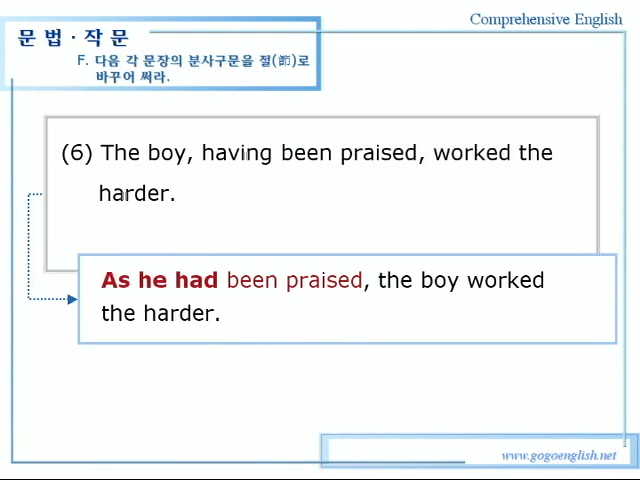 Comprehensive English
문 법 · 작 문
F. 다음 각 문장의 분사구문을 절(節)로
바꾸어 써라.
(6) The boy, having been praised, worked the
harder.
As he had been praised, the boy worked
the harder.
www.gogoenglish.net